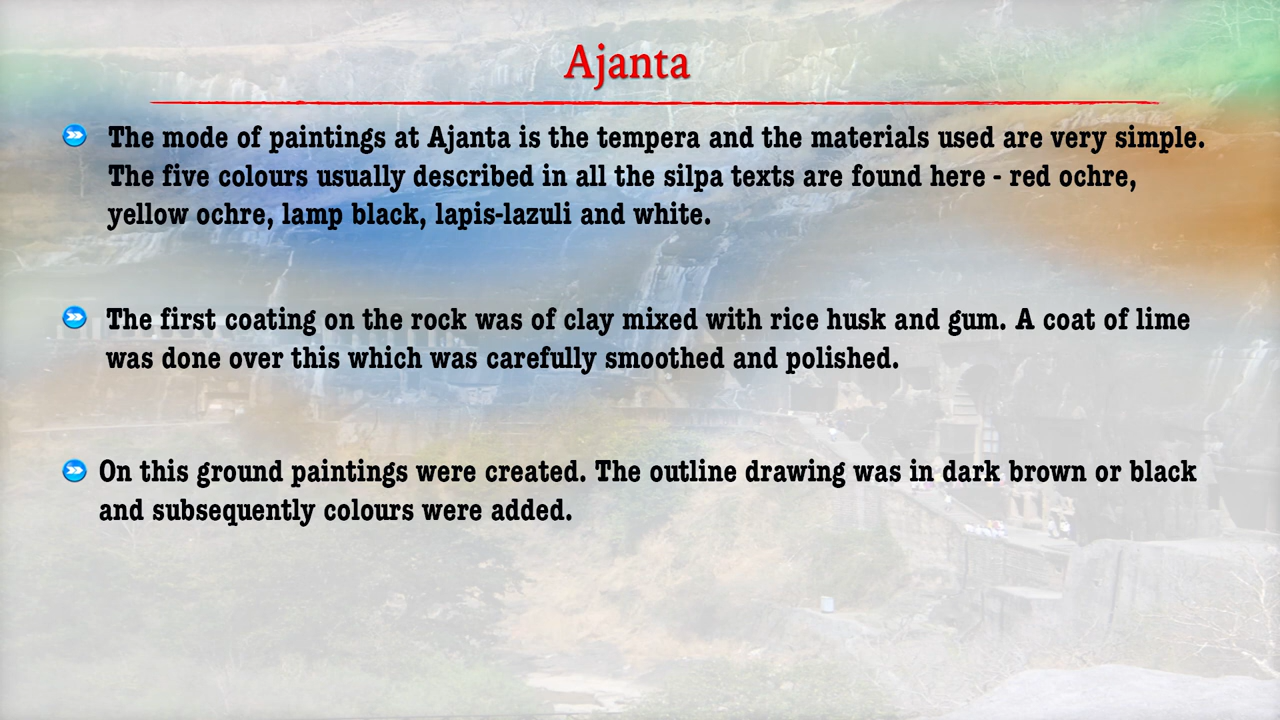 Ajanta
The mode of paintings at Ajanta is the tempera and the materials used are very simple.
The five colours usually described in all the silpa texts are found here - red ochre,
yellow ochre, lamp black, lapis-lazuli and white.
The first coating on the rock was of clay mixed with rice husk and gum. A coat of lime
was done over this which was carefully smoothed and polished.
On this ground paintings were created. The outline drawing was in dark brown or black
and subsequently colours were added.